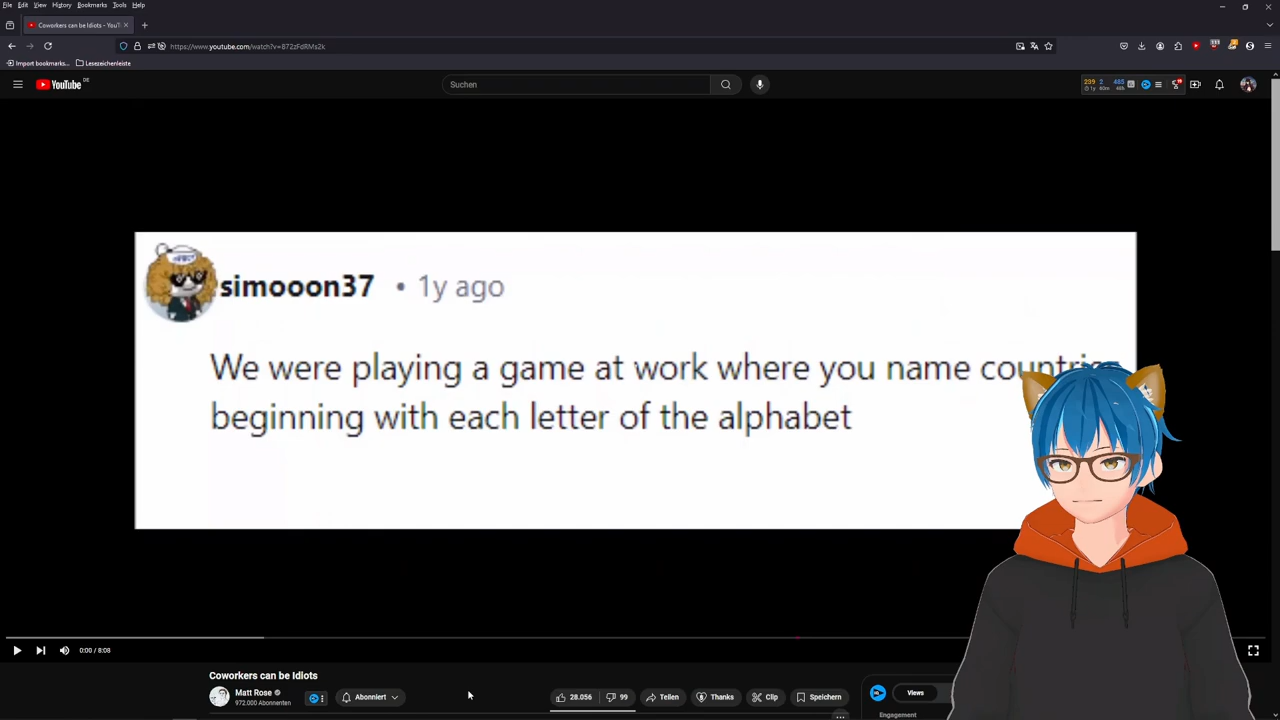 File Edit View History Bookmarks Tools Help
Coworkers can be Idiots - YouT
https://www.youtube.com/watch?v=872zFdRMs2k
Import bookmarks... Lesezeichenleiste
YouTube DE
Suchen
simooon37 • 1y ago
We were playing a game at work where you name countries
beginning with each letter of the alphabet
0:00 / 8:08
Coworkers can be Idiots
Matt Rose
972.000 Abonnenten
Abonniert
28.056
99
Teilen
Thanks
Clip
Speichern
Views
Engagement